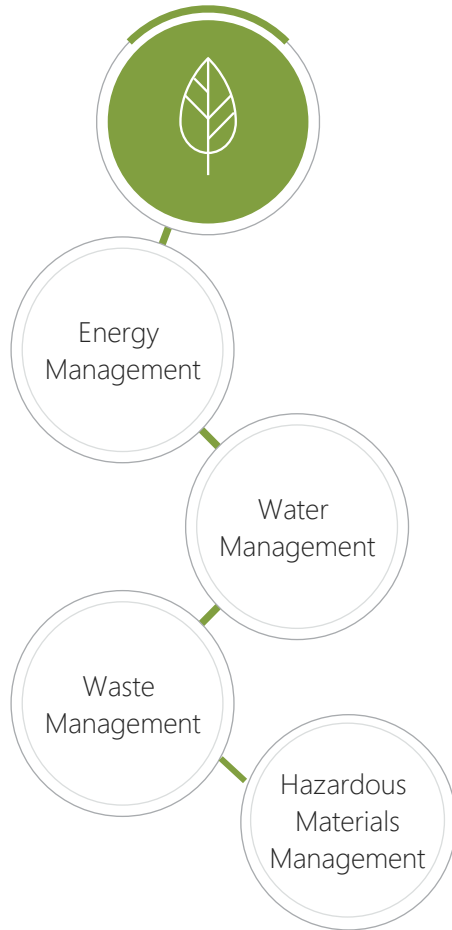 Energy
Management
Water
Management
Waste
Management
Hazardous
Materials
Management